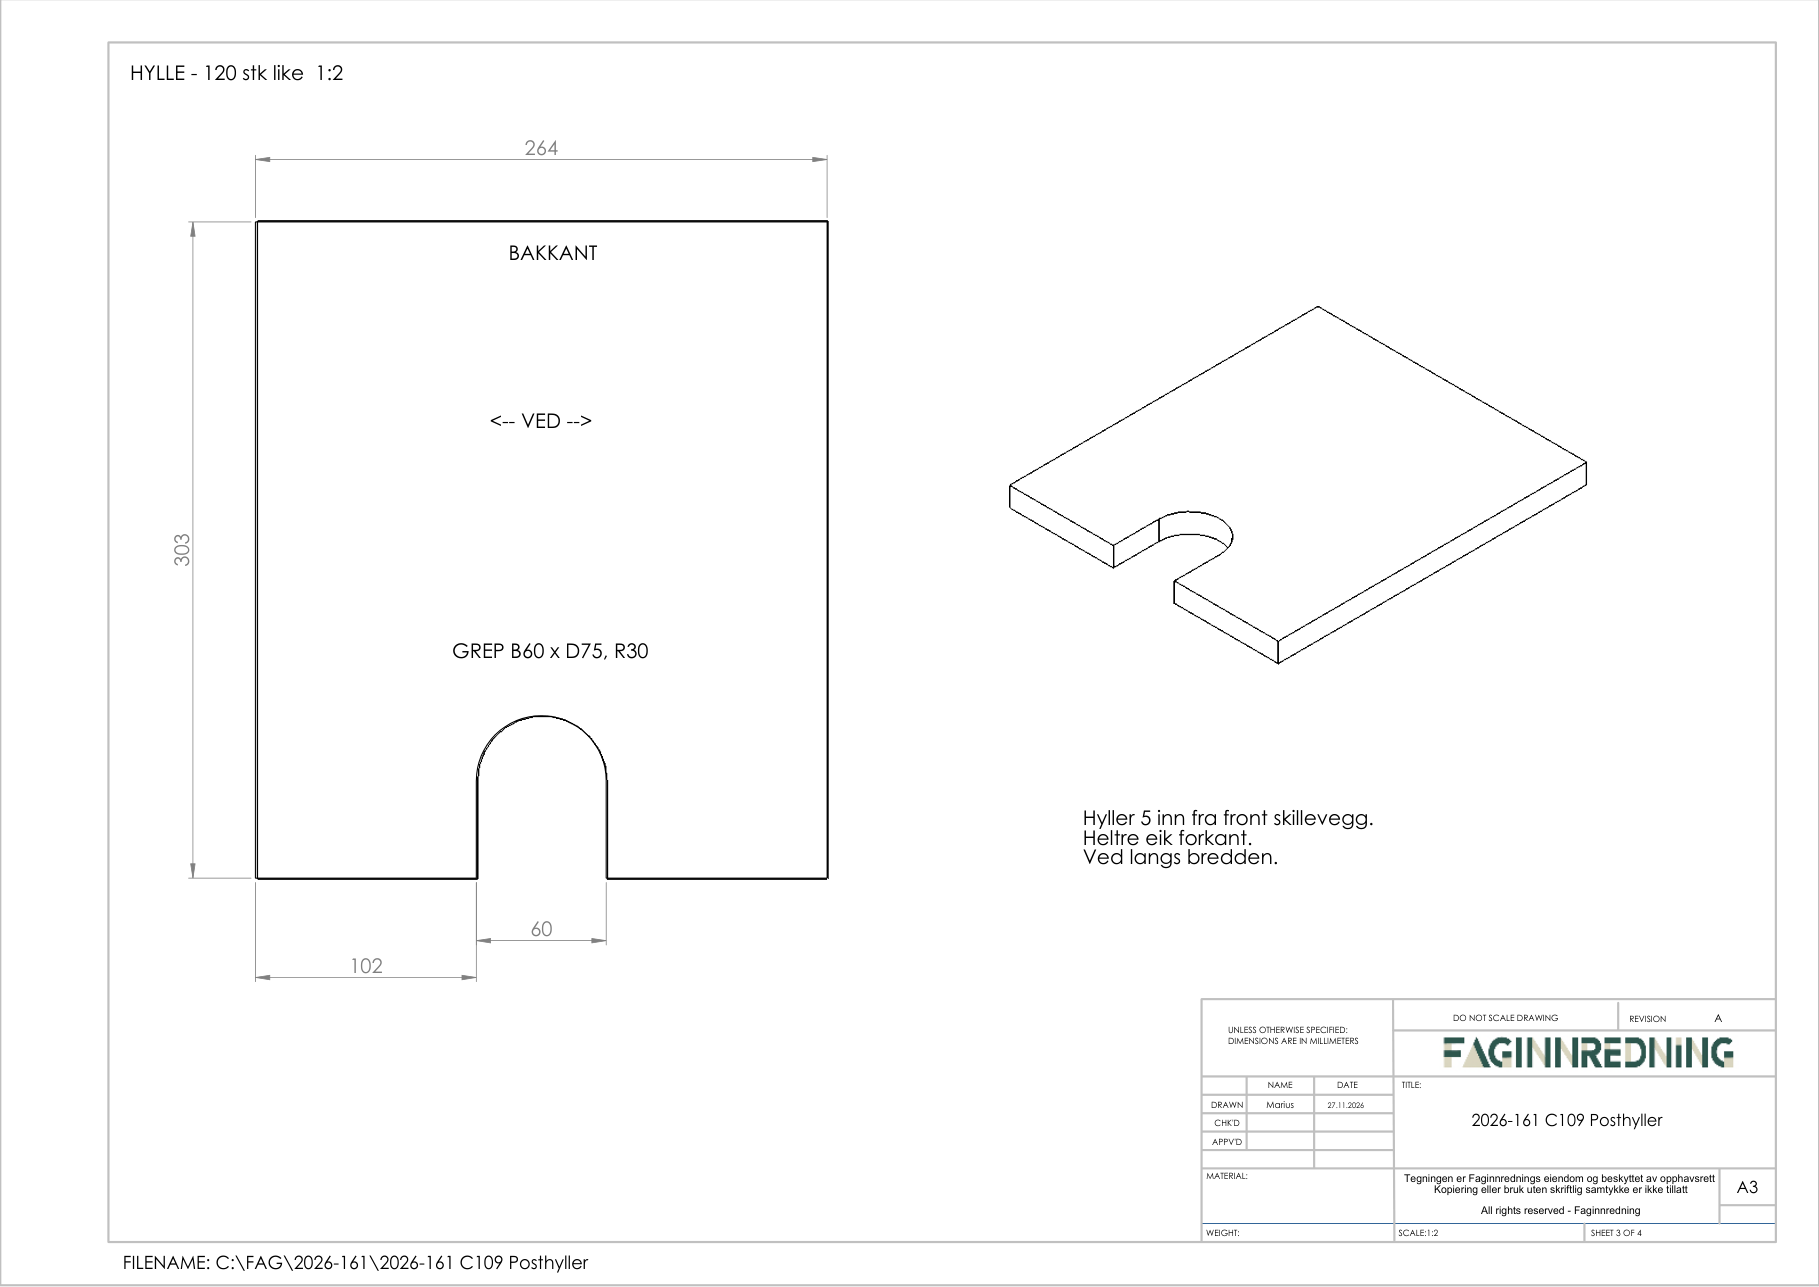 HYLLE - 120 stk like 1:2
264
BAKKANT
<-- VED -->
303
GREP B60 x D75, R30
60
102
Hyller 5 inn fra front skillevegg.
Heltre eik forkant.
Ved langs bredden.
UNLESS OTHERWISE SPECIFIED:
DIMENSIONS ARE IN MILLIMETERS
DO NOT SCALE DRAWING
REVISION A
FAGINNREDNING
NAME DATE
DRAWN Marius 27.11.2026
CHK'D
APPV'D
TITLE:
2026-161 C109 Posthyller
MATERIAL:
Tegningen er Faginnrednings eiendom og beskyttet av opphavsrett
Kopiering eller bruk uten skriftlig samtykke er ikke tillatt
All rights reserved - Faginnredning
A3
WEIGHT:
SCALE:1:2
SHEET 3 OF 4
FILENAME: C:\FAG\2026-161\2026-161 C109 Posthyller